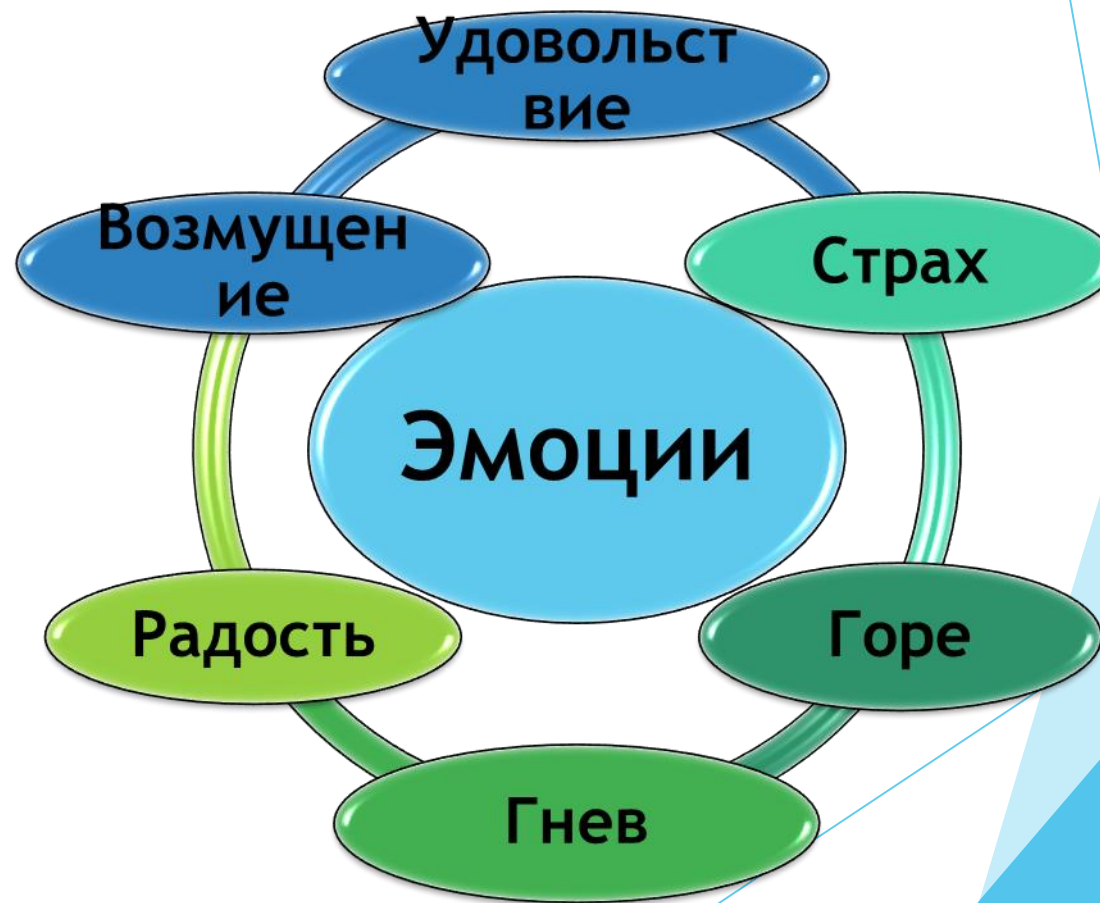 Удовольст
вие
Возмущен
ие
Страх
Эмоции
Радость
Горе
Гнев